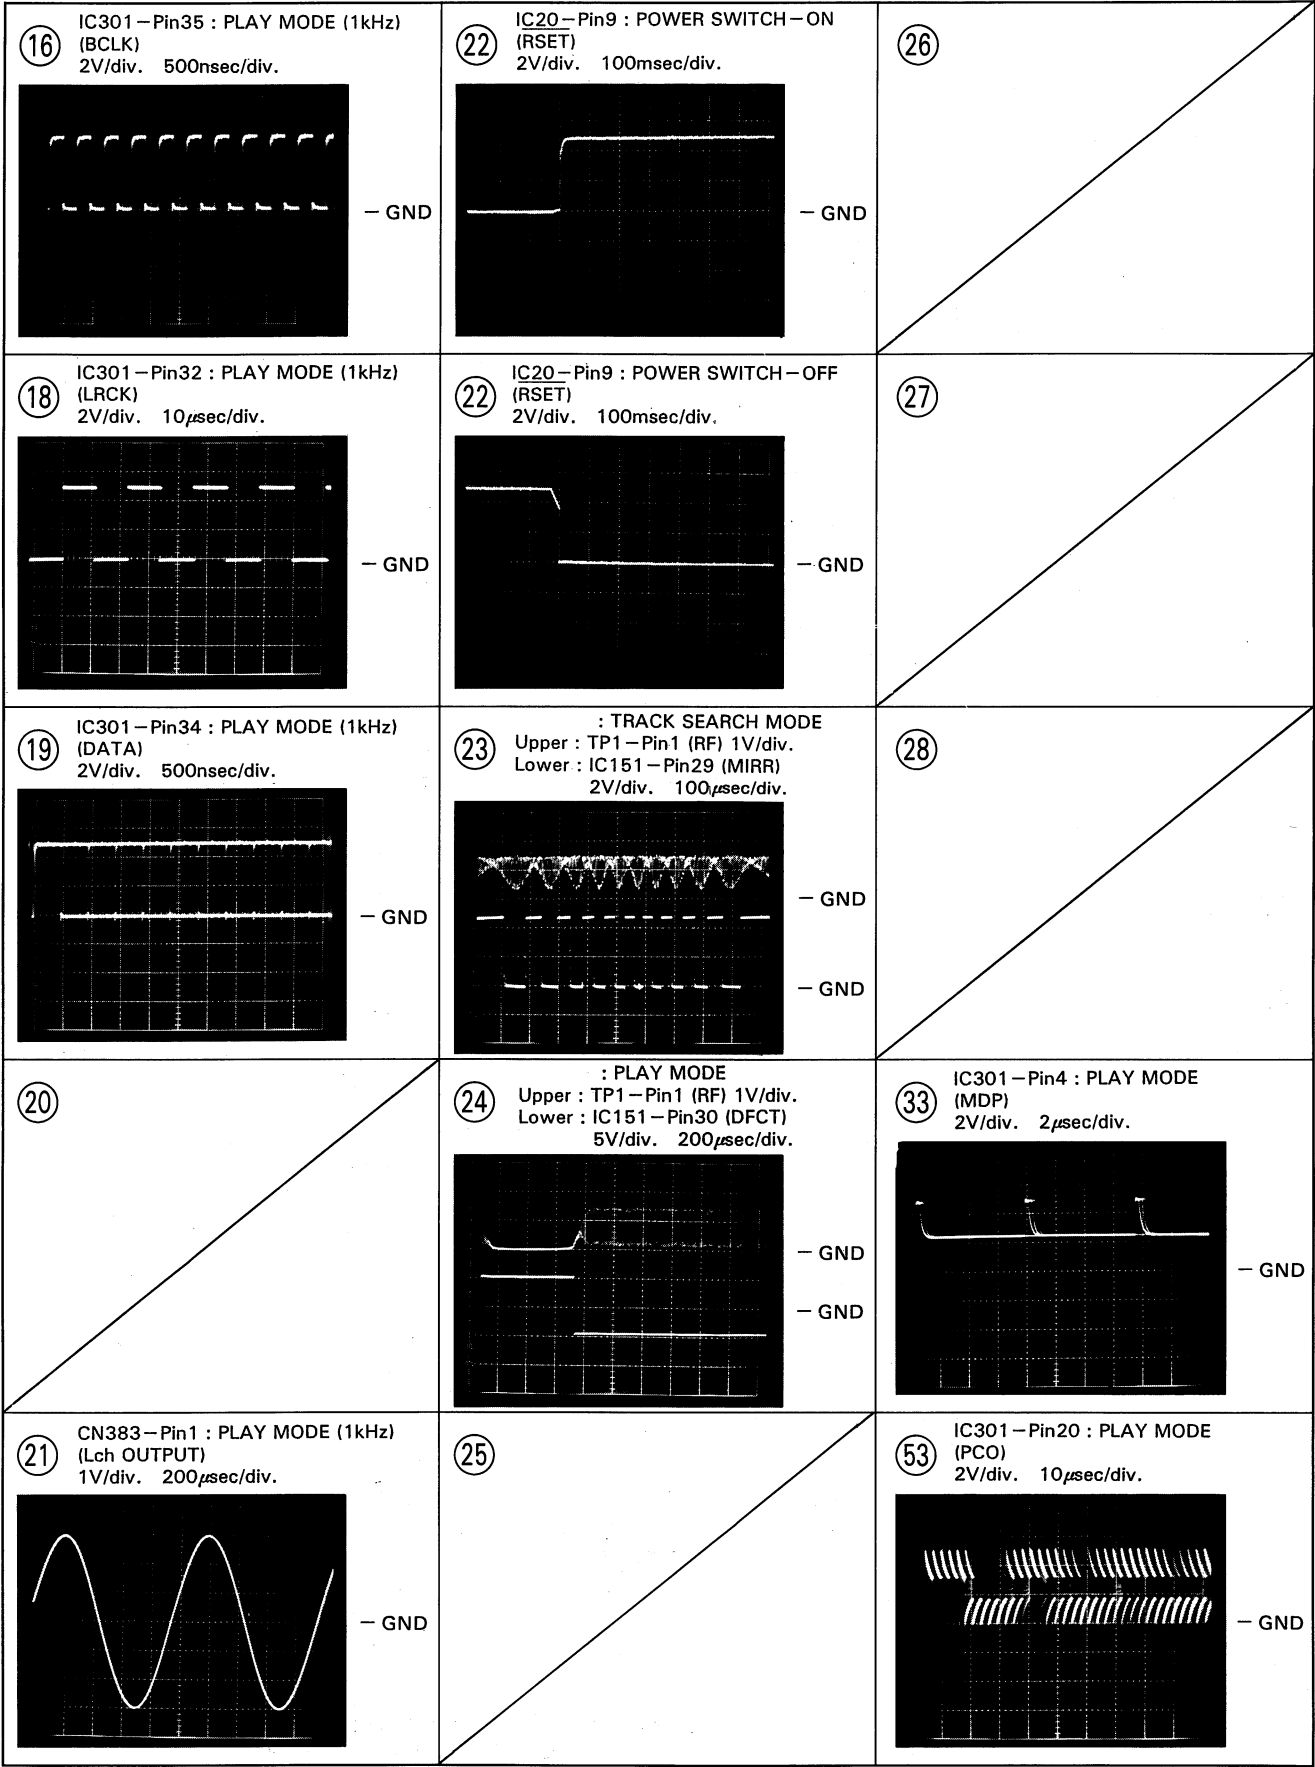 16
IC301−Pin35 : PLAY MODE (1kHz)
(BCLK)
2V/div. 500nsec/div.
− GND
22
IC20−Pin9 : POWER SWITCH−ON
(RSET)
2V/div. 100msec/div.
− GND
26
18
IC301−Pin32 : PLAY MODE (1kHz)
(LRCK)
2V/div. 10μsec/div.
− GND
22
IC20−Pin9 : POWER SWITCH−OFF
(RSET)
2V/div. 100msec/div.
− GND
27
19
IC301−Pin34 : PLAY MODE (1kHz)
(DATA)
2V/div. 500nsec/div.
− GND
23
: TRACK SEARCH MODE
Upper : TP1−Pin1 (RF) 1V/div.
Lower : IC151−Pin29 (MIRR)
2V/div. 100μsec/div.
− GND
− GND
28
20
24
: PLAY MODE
Upper : TP1−Pin1 (RF) 1V/div.
Lower : IC151−Pin30 (DFCT)
5V/div. 200μsec/div.
− GND
− GND
33
IC301−Pin4 : PLAY MODE
(MDP)
2V/div. 2μsec/div.
− GND
21
CN383−Pin1 : PLAY MODE (1kHz)
(Lch OUTPUT)
1V/div. 200μsec/div.
− GND
25
53
IC301−Pin20 : PLAY MODE
(PCO)
2V/div. 10μsec/div.
− GND